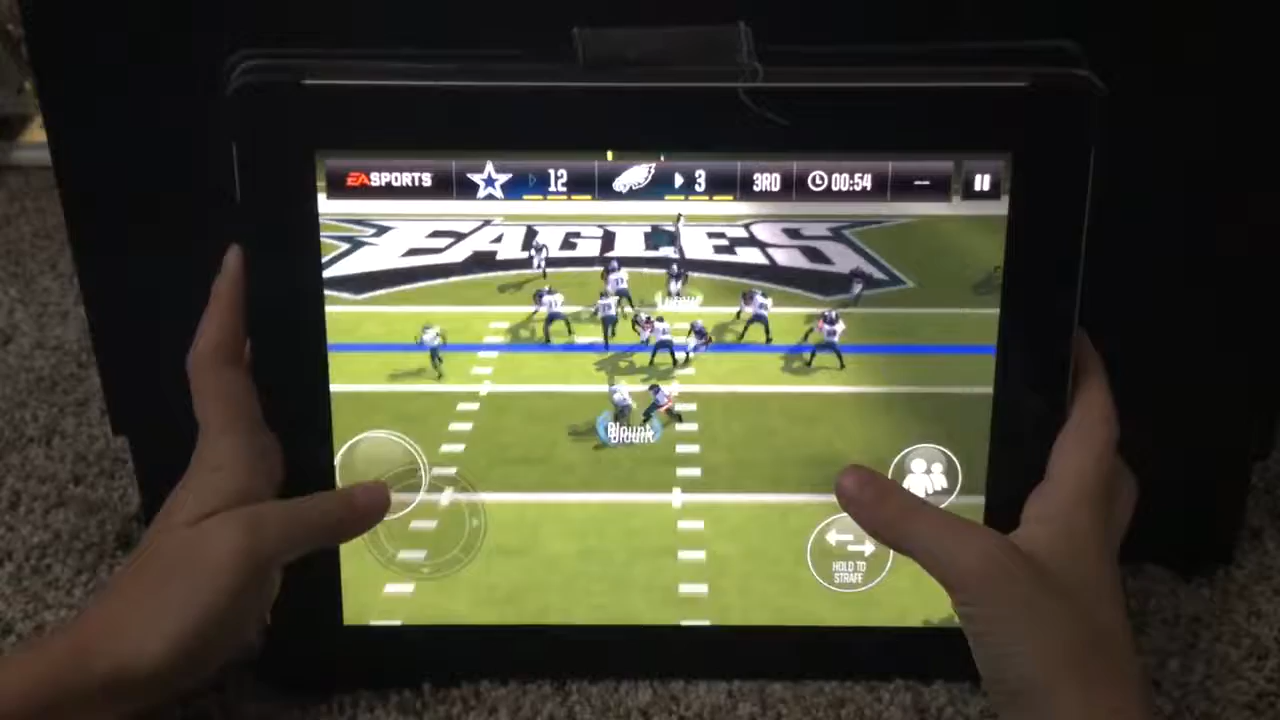 EA SPORTS 12 3 3RD 00:54
EAGLES
Blount
HOLD TO
STRAFE